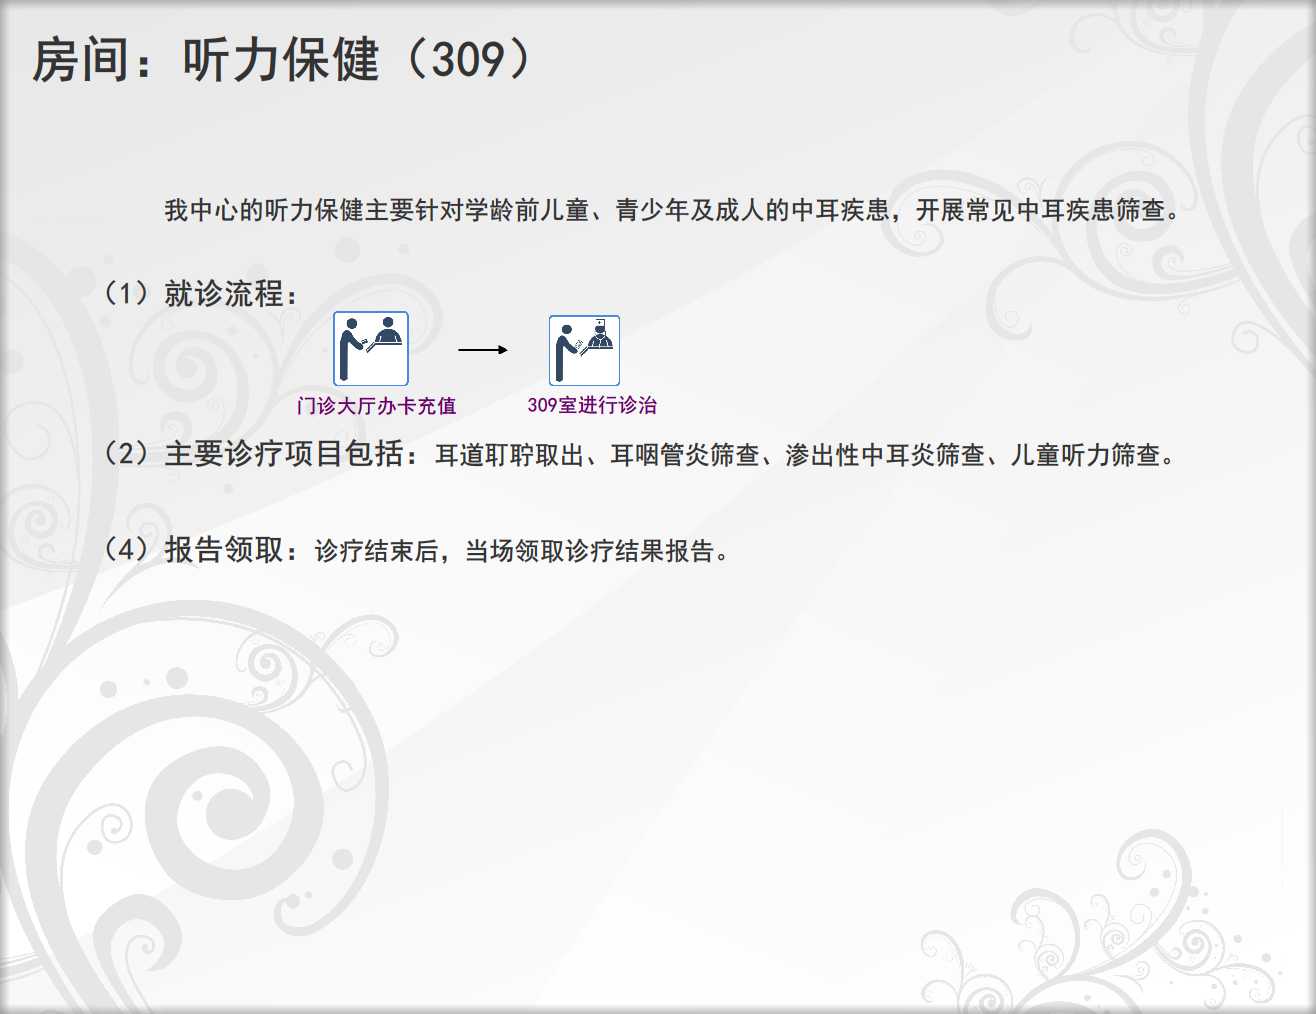 房间：听力保健（309）
我中心的听力保健主要针对学龄前儿童、青少年及成人的中耳疾患，开展常见中耳疾患筛查。
（1）就诊流程：
门诊大厅办卡充值
309室进行诊治
（2）主要诊疗项目包括：耳道耵聍取出、耳咽管炎筛查、渗出性中耳炎筛查、儿童听力筛查。
（4）报告领取：诊疗结束后，当场领取诊疗结果报告。